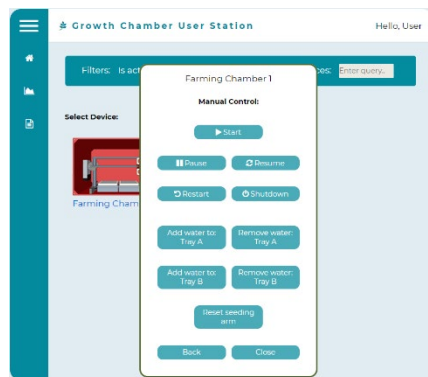 Growth Chamber User Station
Hello, User
Filters: Is act
ces: Enter query..
Farming Chamber 1
Manual Control:
Select Device:
Start
Pause
Resume
Restart
Shutdown
Farming Cham
Add water to:
Tray A
Remove water:
Tray A
Add water to:
Tray B
Remove water:
Tray B
Reset seeding
arm
Back
Close